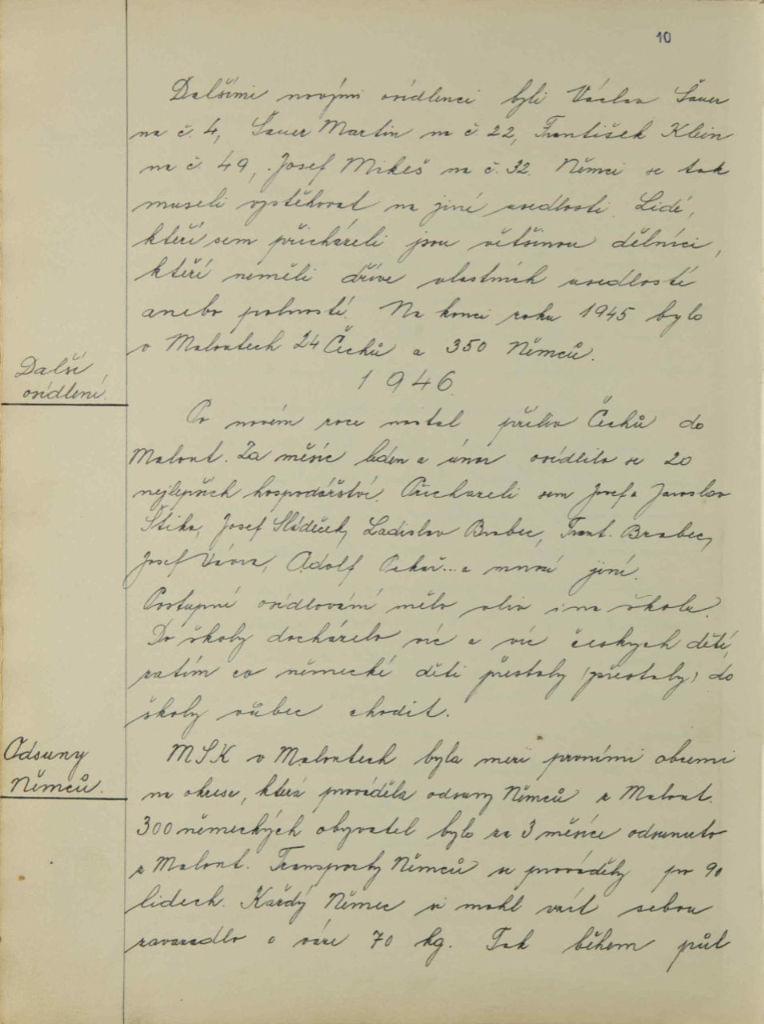 10
Dalšími novými osídlenci byli Václav Šauer
na č. 4, Šauer Martin na č 22, František Klein
na č. 49, Josef Mikeš na č. 32. Němci se tak
museli vystěhovat na jiné usedlosti. Lidé,
kteří sem přicházeli jsou většinou dělníci,
kteří neměli dříve vlastních usedlostí
anebo polností. Na konci roku 1945 bylo
v Malontech 24 Čechů a 350 Němců.
Další
osídlení.
1946
Po novém roce nastal příliv Čechů do
Malont. Za měsíc leden a únor osídlilo se 20
nejlepších hospodářství. Přicházeli sem Josef a Jaroslav
Štika, Josef Sládeček, Ladislav Brabec, Frant. Brabec,
Josef Vávra, Adolf Pekař... a mnozí jiní.
Postupné osídlování mělo vliv i na školu.
Do školy docházelo víc a víc českých dětí,
zatím co německé děti přestaly (přestaly) do
školy vůbec chodit.
Odsuny
Němců.
MSK v Malontech byla mezi prvními obcemi
na okrese, která prováděla odsuny Němců z Malont.
300 německých obyvatel bylo za 3 měsíce odsunuto
z Malont. Transporty Němců se prováděly po 90
lidech. Každý Němec si mohl vzít sebou
zavazadlo o váze 70 kg. Tak během půl